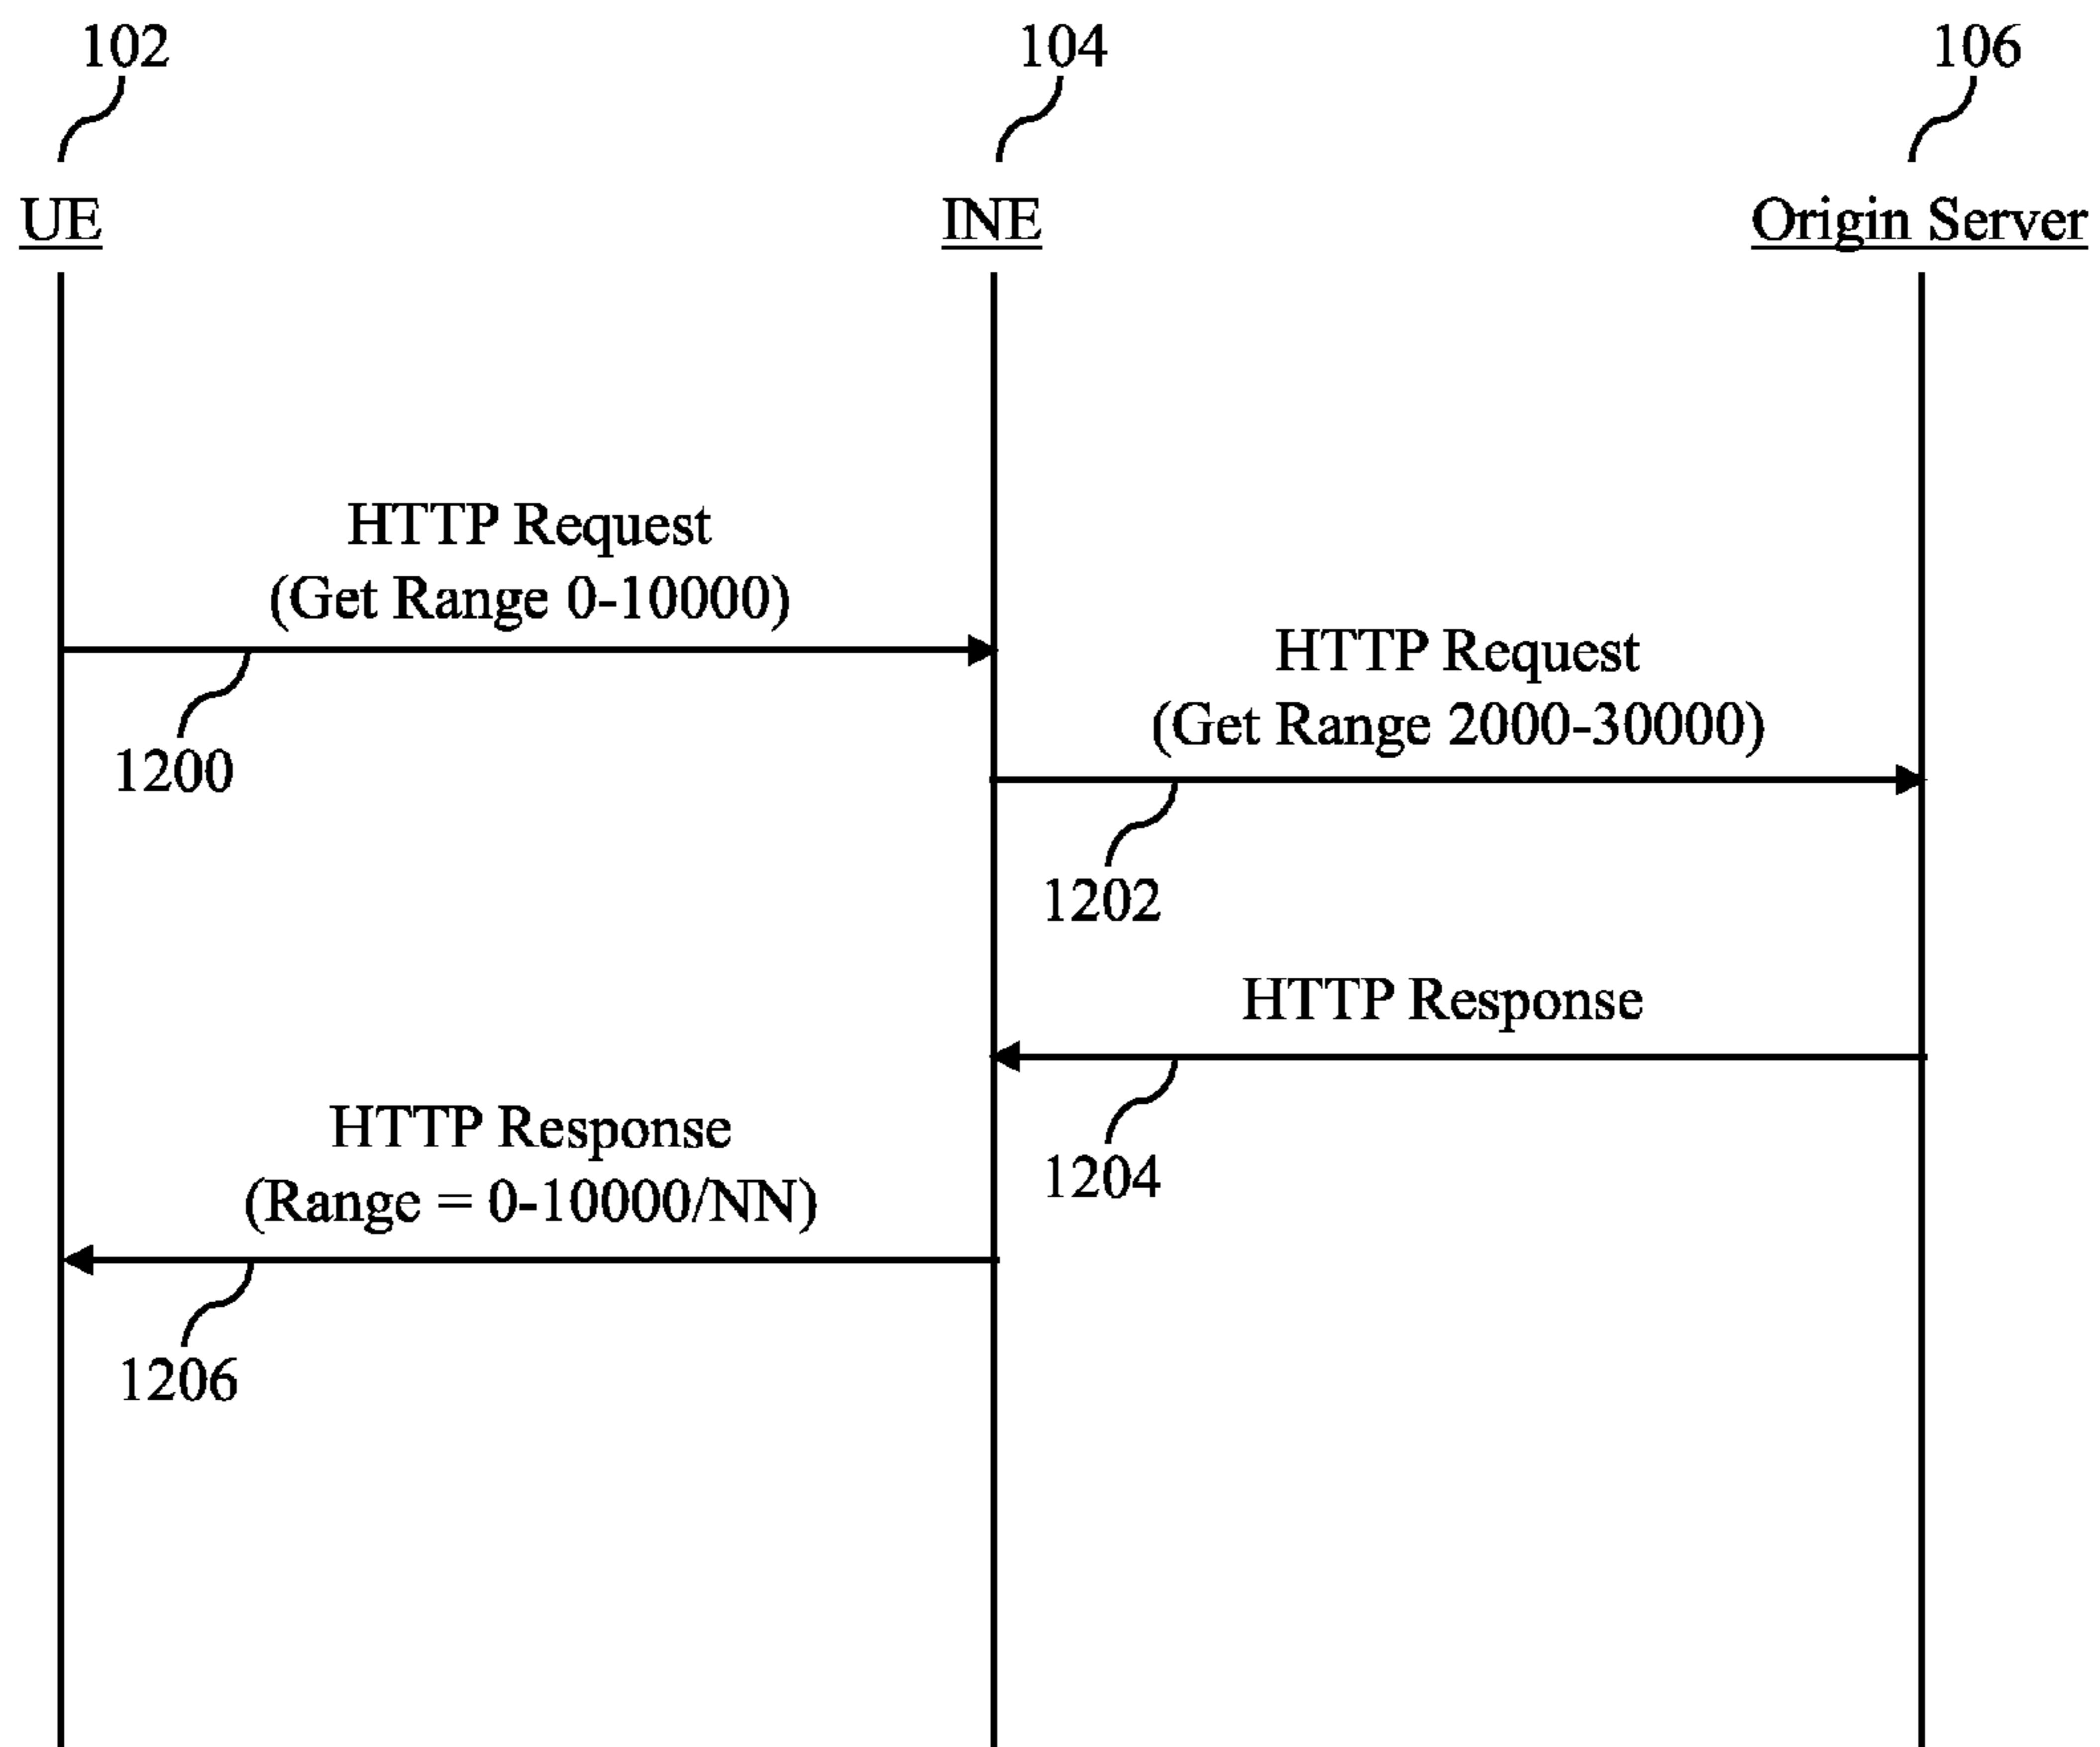 102
104
106
UE
INE
Origin Server
HTTP Request
(Get Range 0-10000)
1200
HTTP Request
(Get Range 2000-30000)
1202
HTTP Response
1204
HTTP Response
(Range = 0-10000/NN)
1206